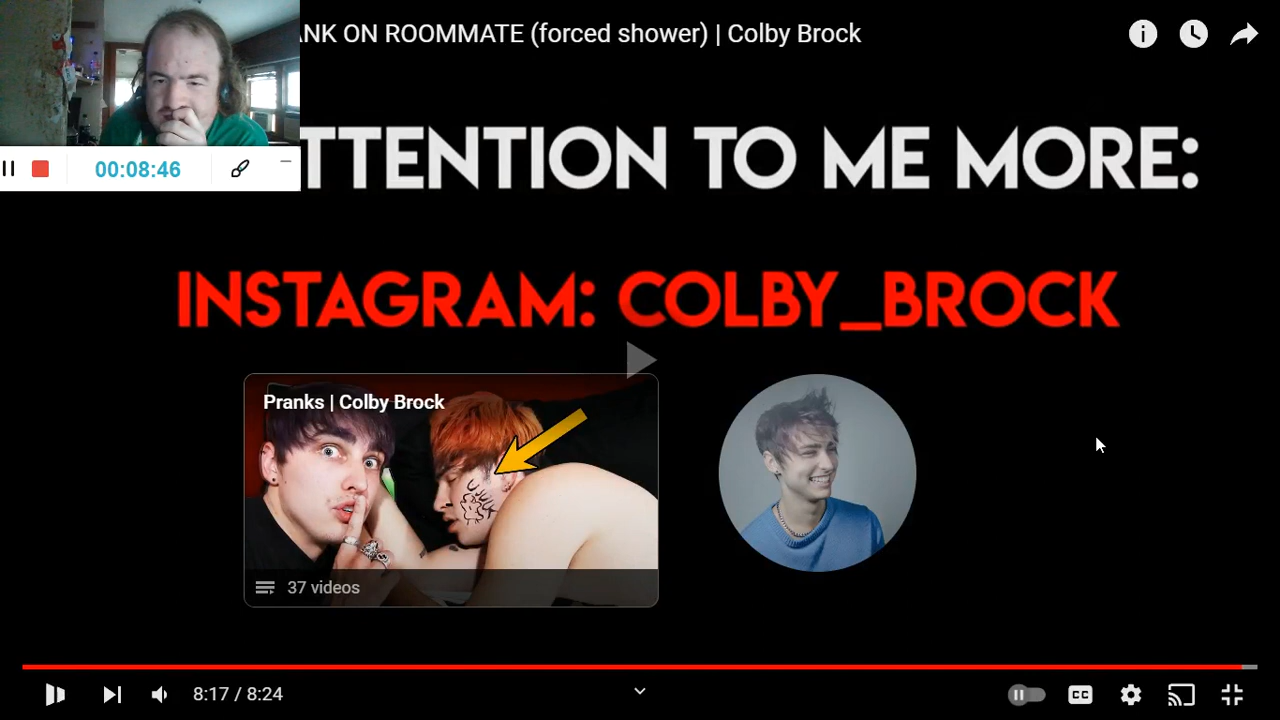 ANK ON ROOMMATE (forced shower) | Colby Brock
00:08:46
TTENTION TO ME MORE:
INSTAGRAM: COLBY_BROCK
Pranks | Colby Brock
37 videos
8:17 / 8:24
CC